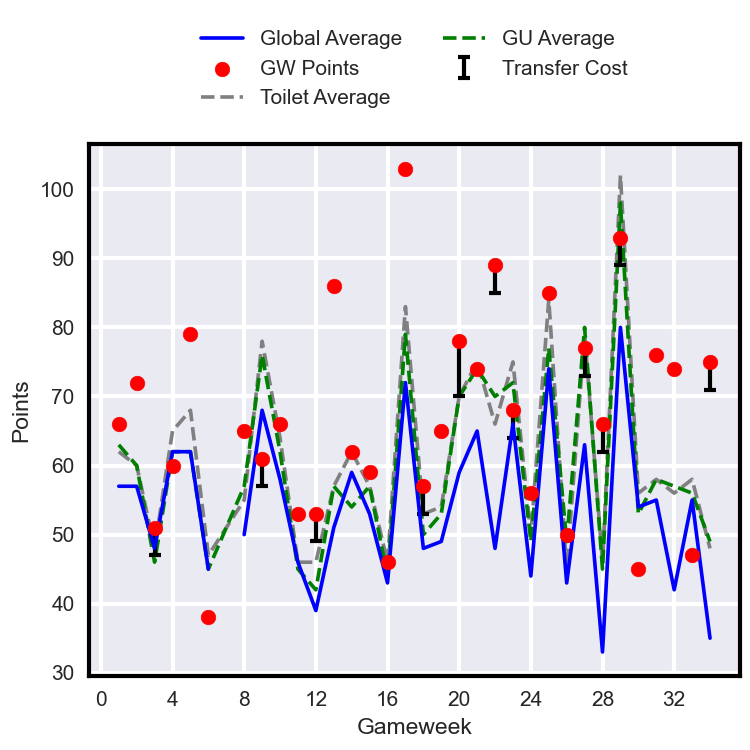 Global Average
GW Points
Toilet Average
GU Average
Transfer Cost
100
90
80
70
60
50
40
30
Points
0 4 8 12 16 20 24 28 32
Gameweek